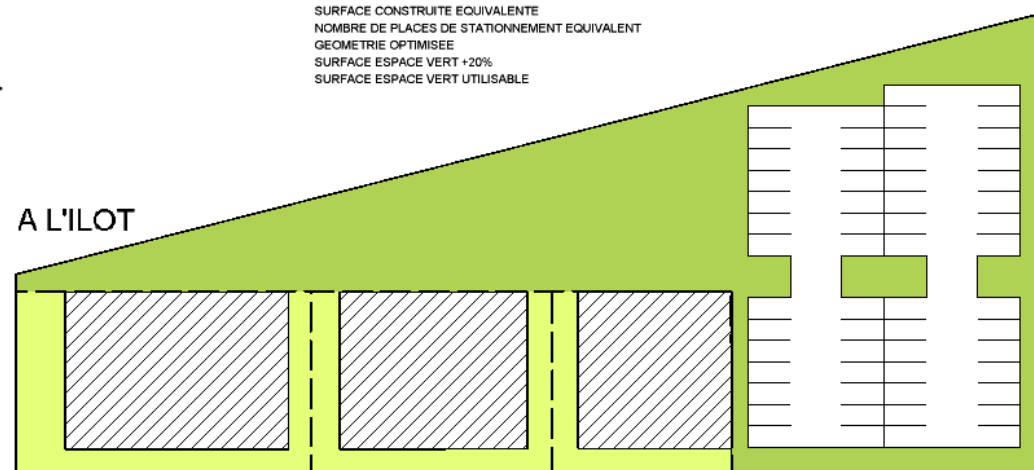 SURFACE CONSTRUITE EQUIVALENTE
NOMBRE DE PLACES DE STATIONNEMENT EQUIVALENT
GEOMETRIE OPTIMISEE
SURFACE ESPACE VERT +20%
SURFACE ESPACE VERT UTILISABLE
A L'ILOT